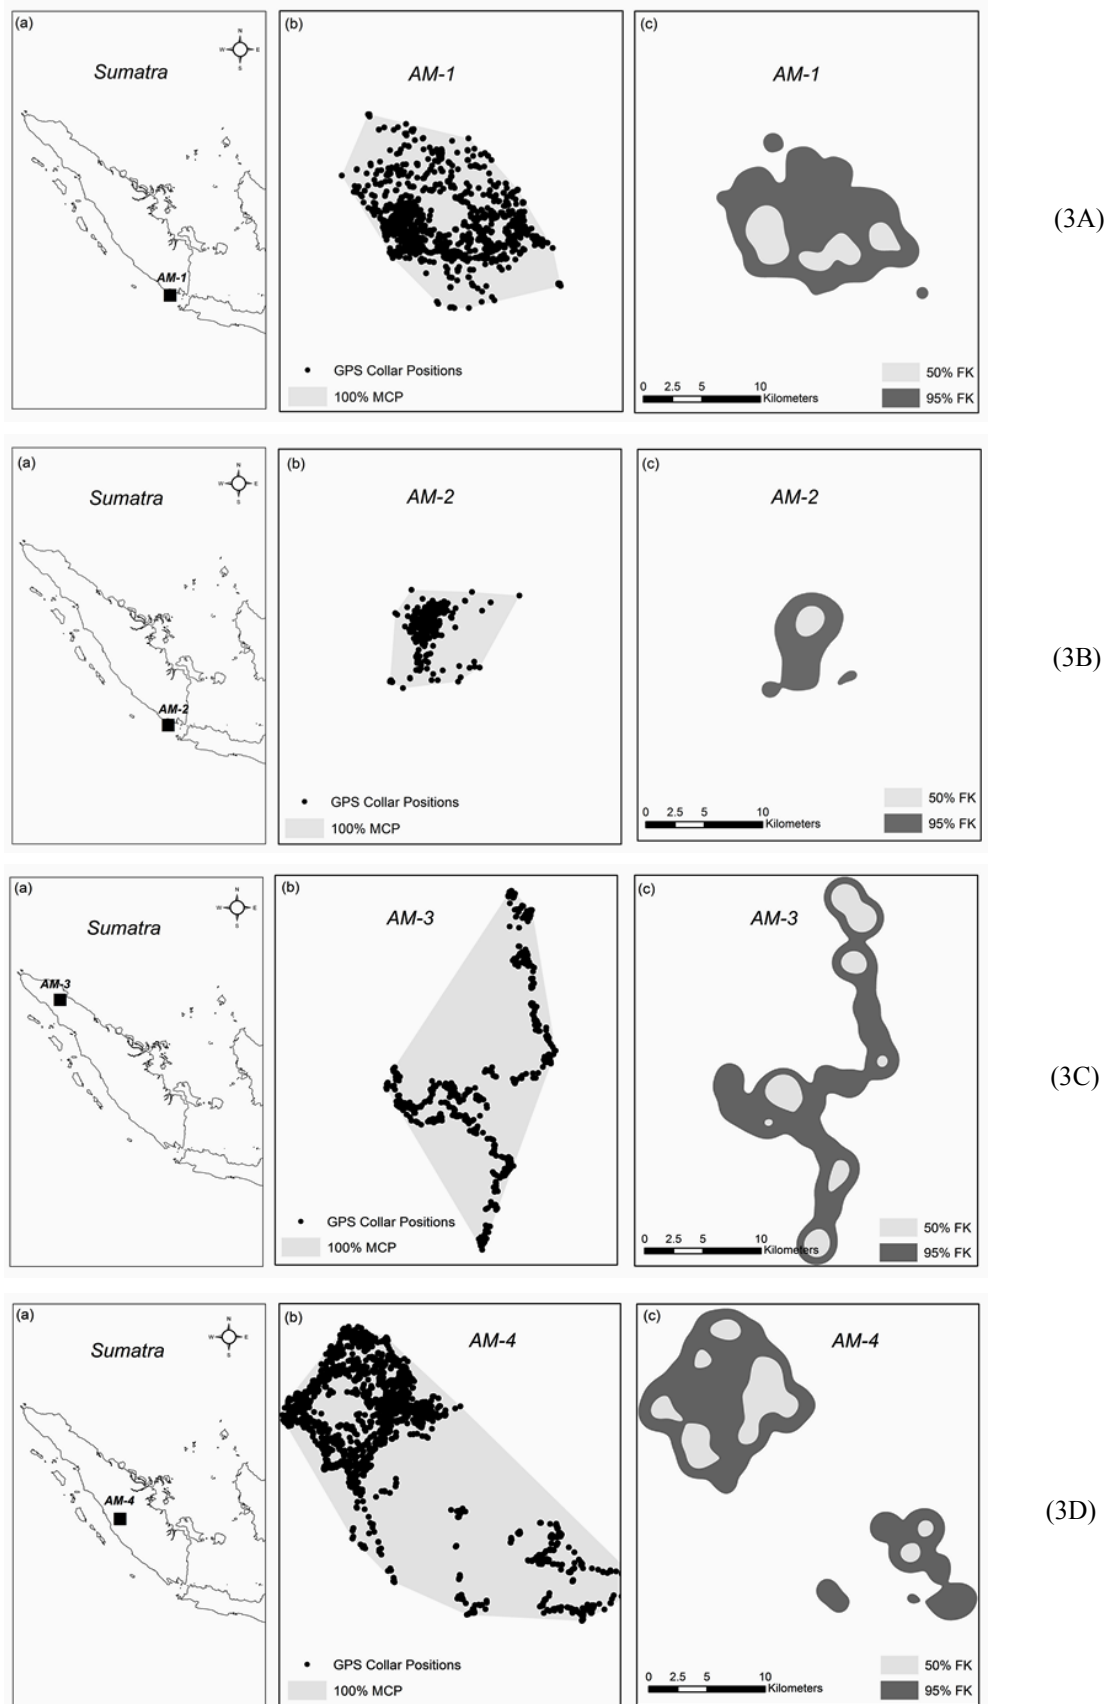 (a)
N
W E
S
Sumatra
AM-1
(b)
AM-1
GPS Collar Positions
100% MCP
(c)
AM-1
0 2.5 5 10
Kilometers
50% FK
95% FK
(3A)
(a)
N
W E
S
Sumatra
AM-2
(b)
AM-2
GPS Collar Positions
100% MCP
(c)
AM-2
0 2.5 5 10
Kilometers
50% FK
95% FK
(3B)
(a)
N
W E
S
Sumatra
AM-3
(b)
AM-3
GPS Collar Positions
100% MCP
(c)
AM-3
0 2.5 5 10
Kilometers
50% FK
95% FK
(3C)
(a)
N
W E
S
Sumatra
AM-4
(b)
AM-4
GPS Collar Positions
100% MCP
(c)
AM-4
0 2.5 5 10
Kilometers
50% FK
95% FK
(3D)